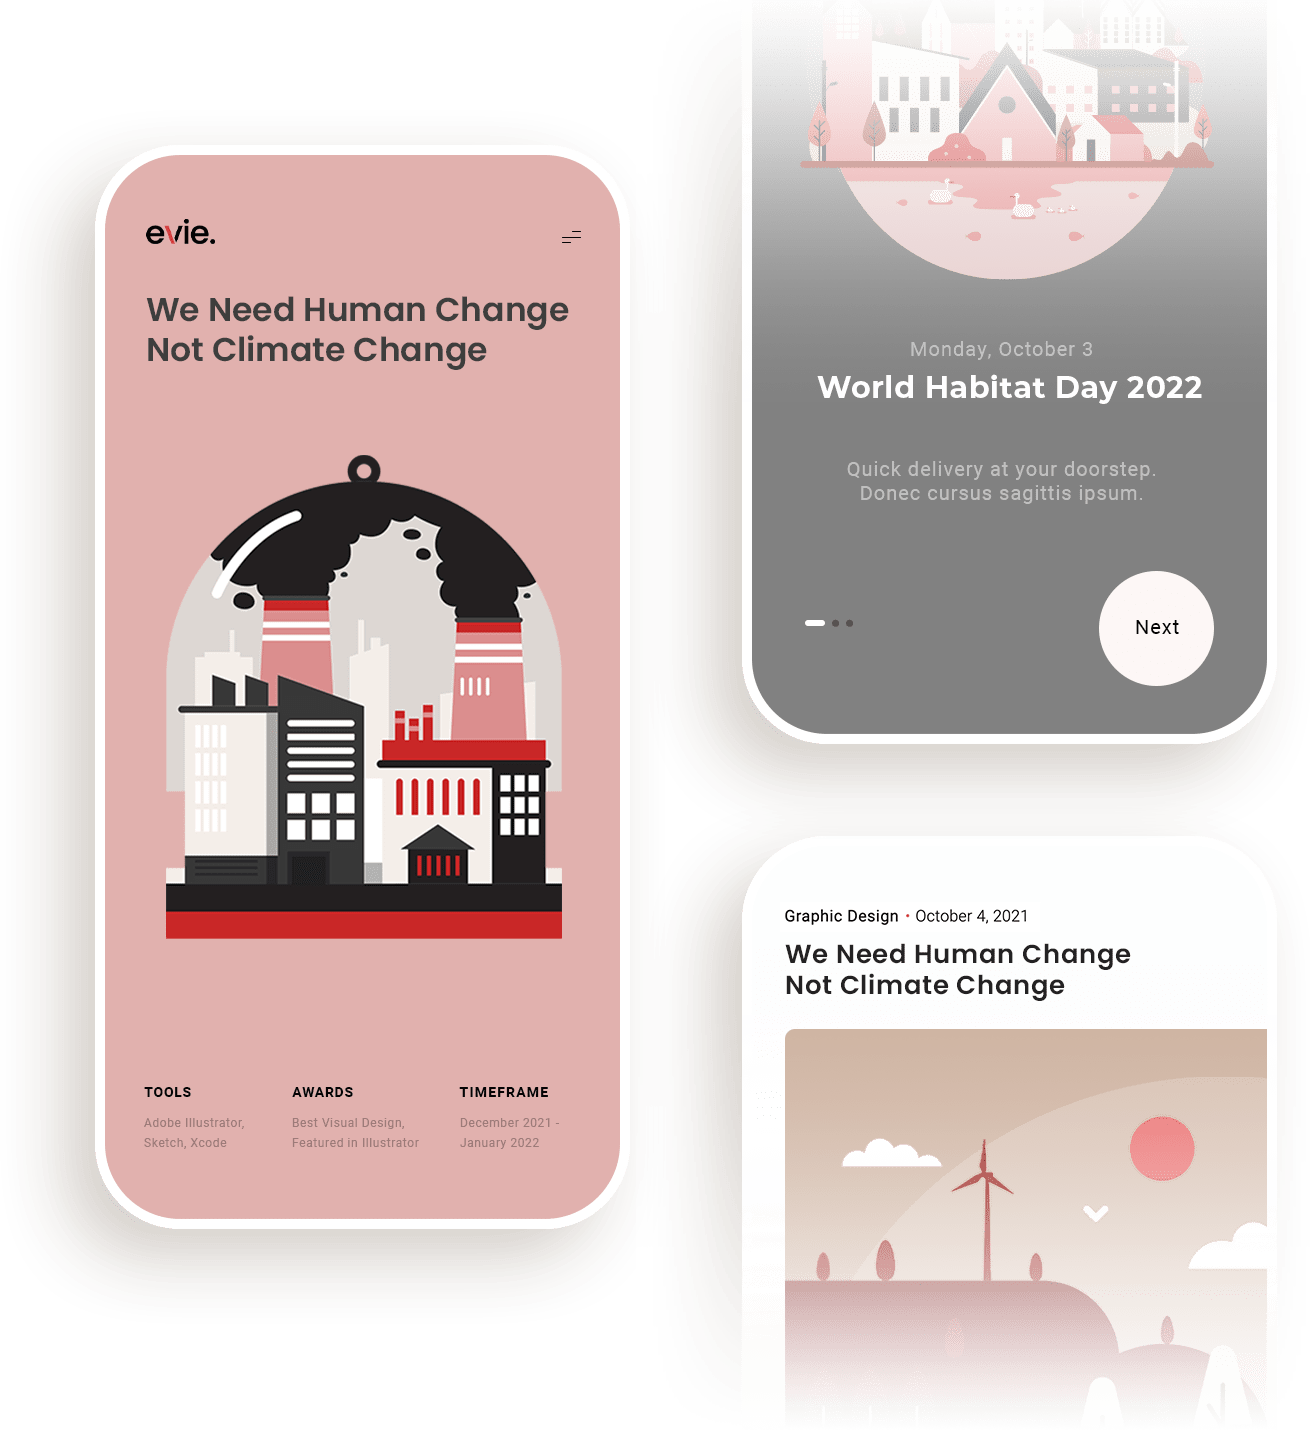 evie.
We Need Human Change
Not Climate Change
TOOLS
Adobe Illustrator,
Sketch, Xcode
AWARDS
Best Visual Design,
Featured in Illustrator
TIMEFRAME
December 2021 -
January 2022
Monday, October 3
World Habitat Day 2022
Quick delivery at your doorstep.
Donec cursus sagittis ipsum.
Next
Graphic Design • October 4, 2021
We Need Human Change
Not Climate Change